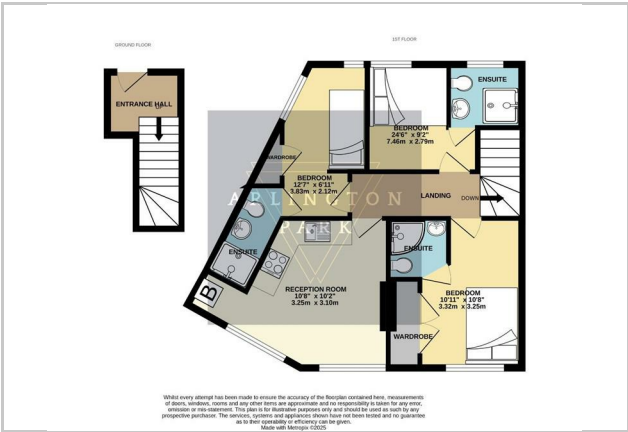 GROUND FLOOR
1ST FLOOR
ENTRANCE HALL
UP
ENSUITE
BEDROOM
24'6" x 9'2"
7.46m x 2.79m
WARDROBE
BEDROOM
12'7" x 6'11"
3.83m x 2.12m
LANDING
DOWN
ARLINGTON
PARK
ENSUITE
ENSUITE
RECEPTION ROOM
10'8" x 10'2"
3.25m x 3.10m
BEDROOM
10'11" x 10'8"
3.32m x 3.25m
B
WARDROBE
Whilst every attempt has been made to ensure the accuracy of the floorplan contained here, measurements
of doors, windows, rooms and any other items are approximate and no responsibility is taken for any error,
omission or mis-statement. This plan is for illustrative purposes only and should be used as such by any
prospective purchaser. The services, systems and appliances shown have not been tested and no guarantee
as to their operability or efficiency can be given.
Made with Metropix ©2025